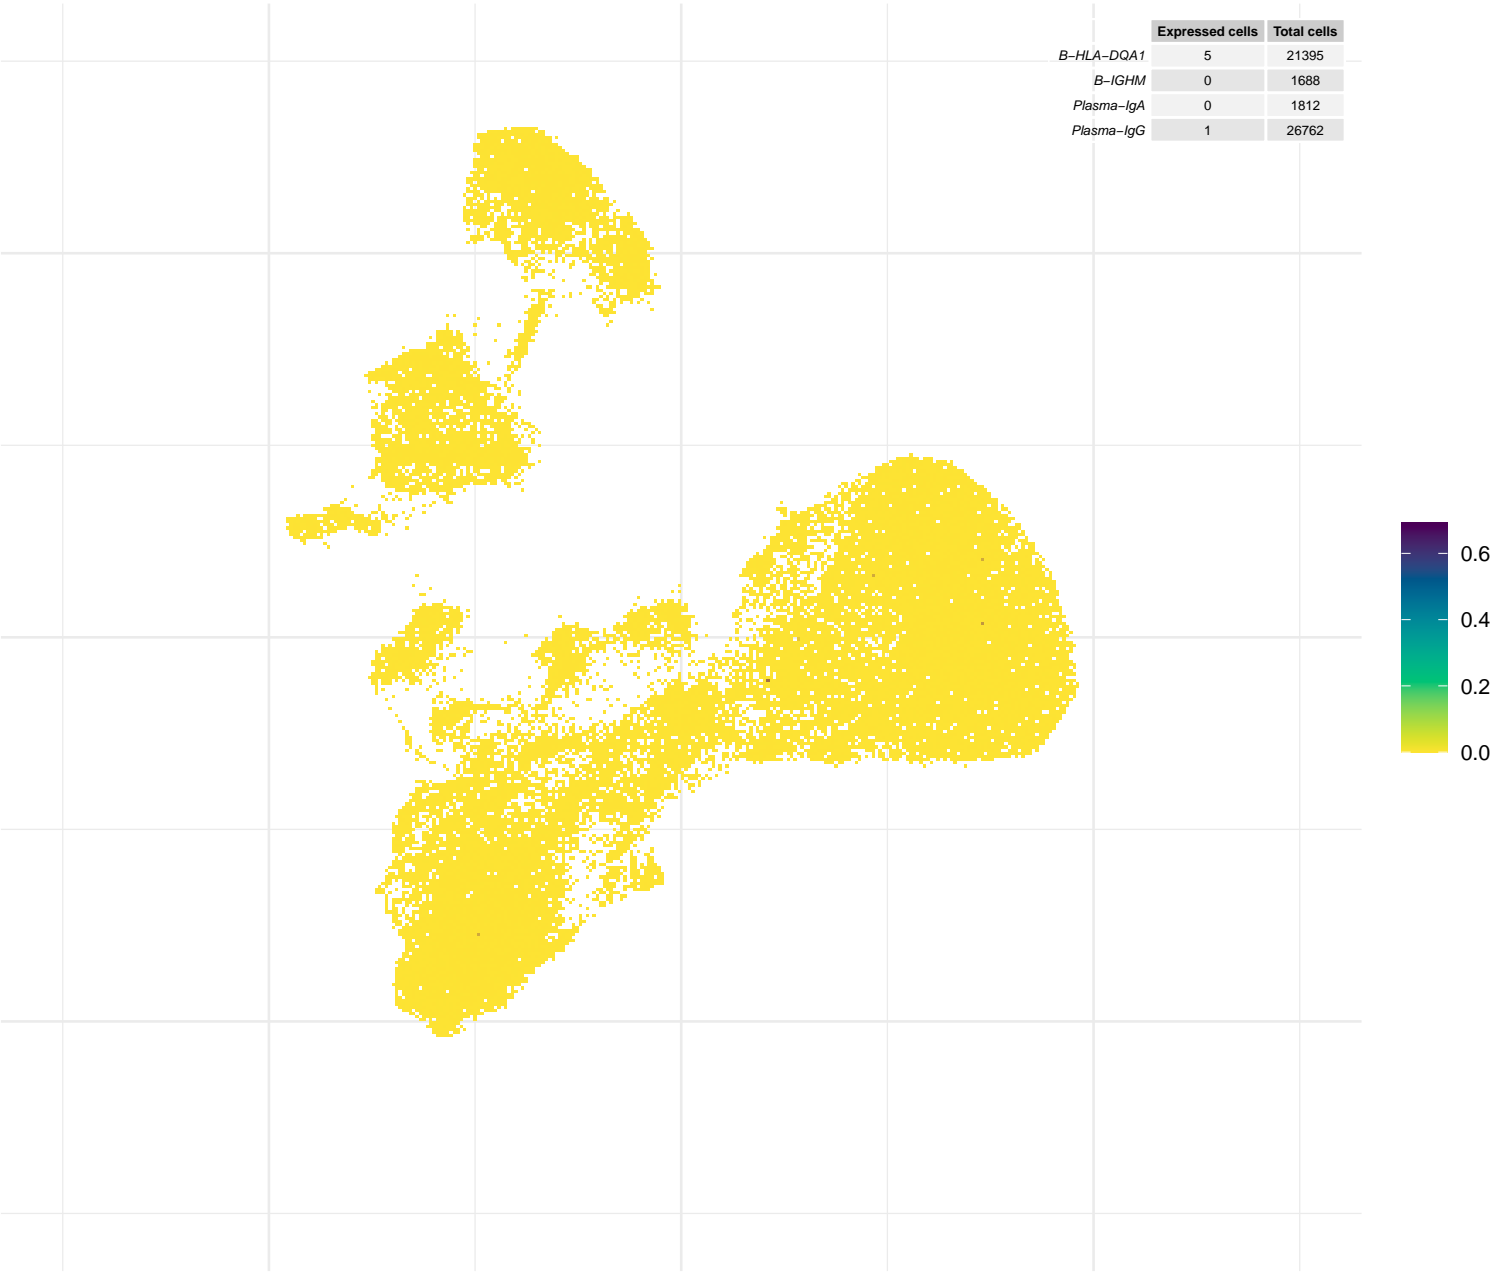 Expressed cells Total cells
B−HLA−DQA1 5 21395
B−IGHM 0 1688
Plasma−IgA 0 1812
Plasma−IgG 1 26762
0.6
0.4
0.2
0.0